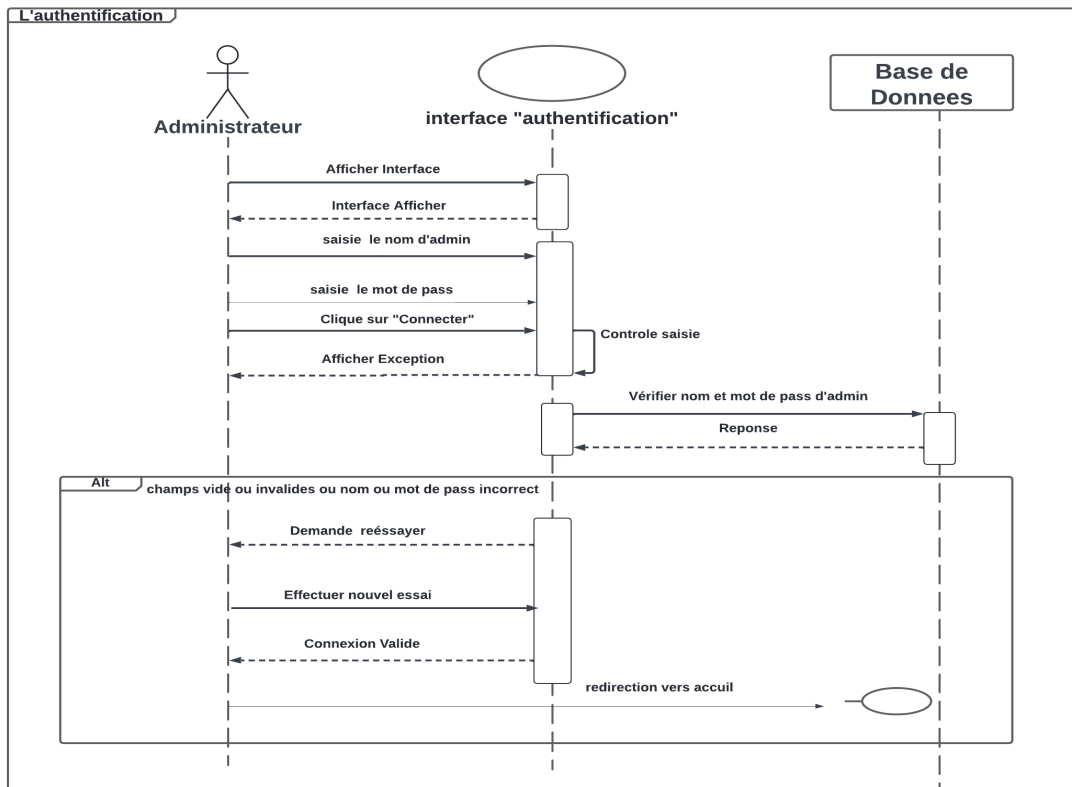 L'authentification
Base de
Donnees
Administrateur
interface "authentification"
Afficher Interface
Interface Afficher
saisie le nom d'admin
saisie le mot de pass
Clique sur "Connecter"
Controle saisie
Afficher Exception
Vérifier nom et mot de pass d'admin
Reponse
Alt
champs vide ou invalides ou nom ou mot de pass incorrect
Demande reéssayer
Effectuer nouvel essai
Connexion Valide
redirection vers accuil